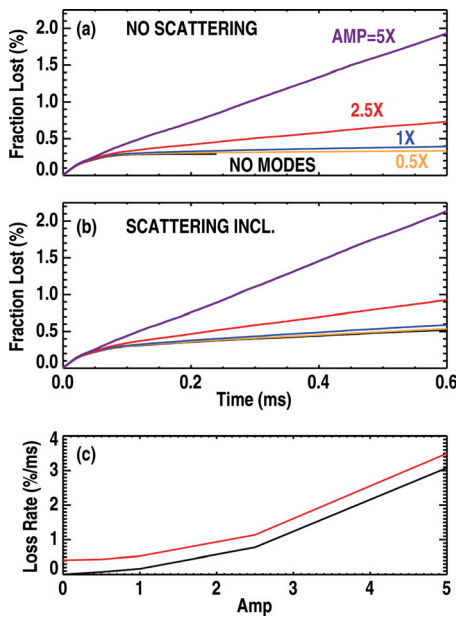 (a) NO SCATTERING AMP=5X
2.0
1.5
1.0
0.5
0.0
Fraction Lost (%)
2.5X
1X
NO MODES 0.5X
(b) SCATTERING INCL.
2.0
1.5
1.0
0.5
0.0
Fraction Lost (%)
0.0 0.2 0.4 0.6
Time (ms)
(c)
4
3
2
1
0
Loss Rate (%/ms)
0 1 2 3 4 5
Amp